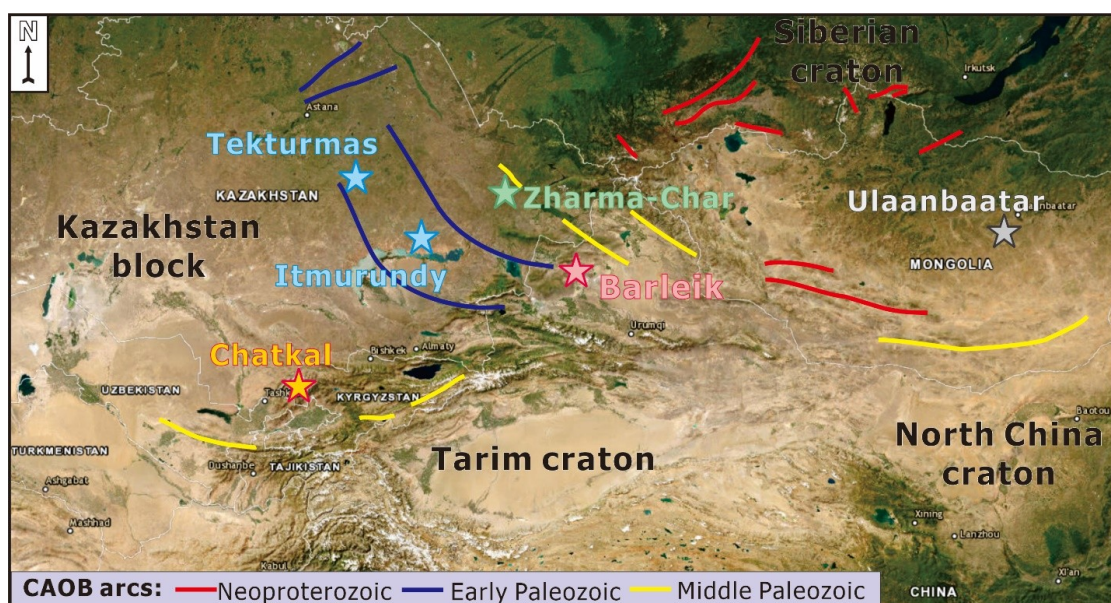 N
Siberian
craton
Irkutsk
Astana
Tekturmas
KAZAKHSTAN
Zharma-Char
Ulaanbaatar
Kazakhstan
block
Itmurundy
MONGOLIA
Barleik
Urumqi
Chatkal
Bishkek
Almaty
UZBEKISTAN
KYRGYZSTAN
Baotou
North China
craton
Tarim craton
TURKMENISTAN
Dushanbe
TAJIKISTAN
Ashgabat
Mashhad
Xining
Lanzhou
Kabul
Xi'an
CHINA
CAOB arcs: Neoproterozoic Early Paleozoic Middle Paleozoic